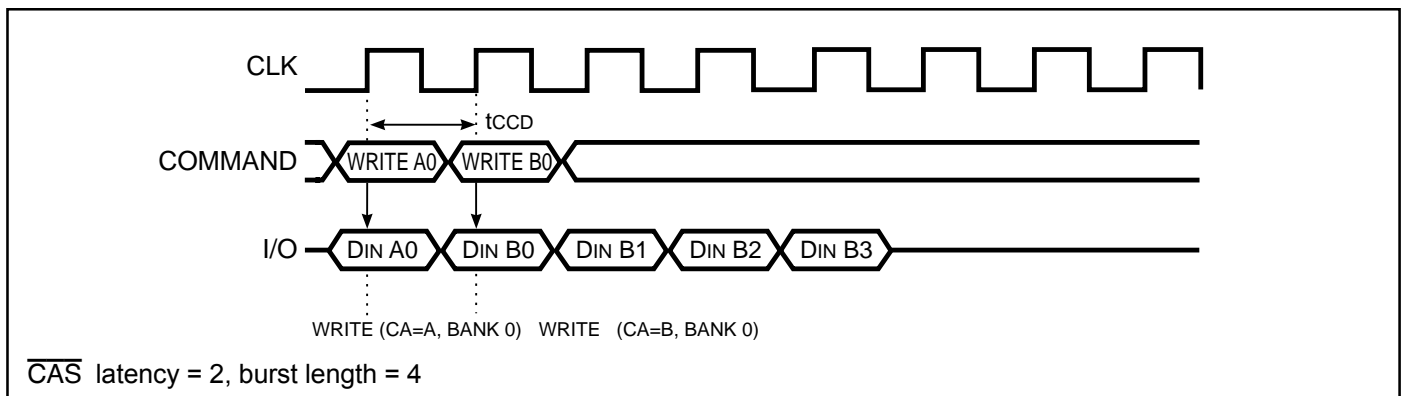 CLK
tCCD
COMMAND WRITE A0 WRITE B0
I/O DIN A0 DIN B0 DIN B1 DIN B2 DIN B3
WRITE (CA=A, BANK 0) WRITE (CA=B, BANK 0)
CAS latency = 2, burst length = 4